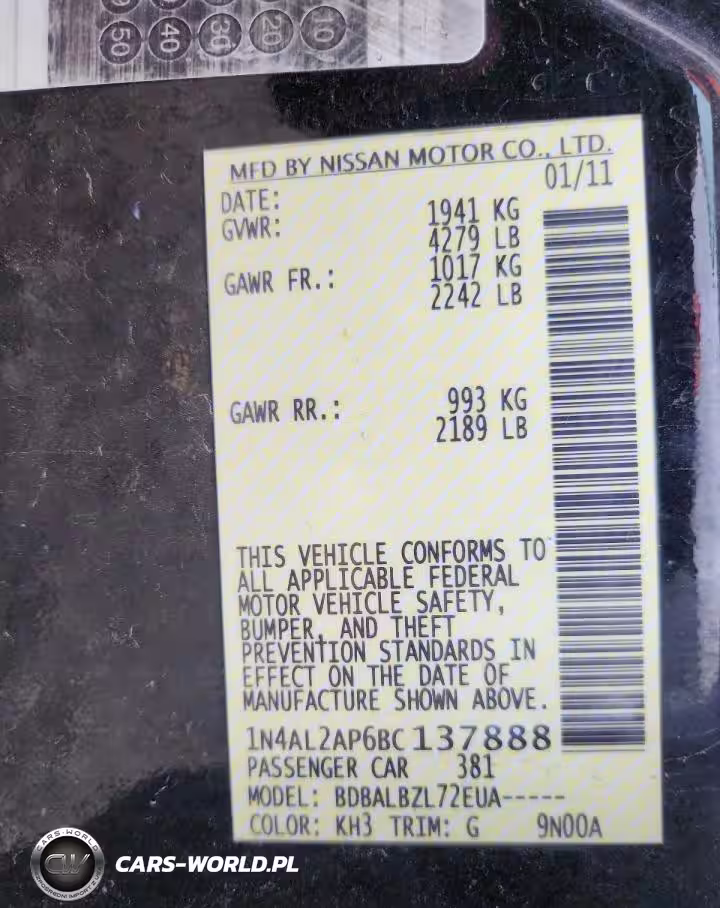 50 40 30 20 10
MFD BY NISSAN MOTOR CO., LTD.
DATE: 01/11
GVWR: 1941 KG
4279 LB
GAWR FR.: 1017 KG
2242 LB
GAWR RR.: 993 KG
2189 LB
THIS VEHICLE CONFORMS TO
ALL APPLICABLE FEDERAL
MOTOR VEHICLE SAFETY,
BUMPER, AND THEFT
PREVENTION STANDARDS IN
EFFECT ON THE DATE OF
MANUFACTURE SHOWN ABOVE.
1N4AL2AP6BC137888
PASSENGER CAR 381
MODEL: BDBALBZL72EUA-----
COLOR: KH3 TRIM: G 9N00A
CARS-WORLD
CW
CARS-WORLD.PL